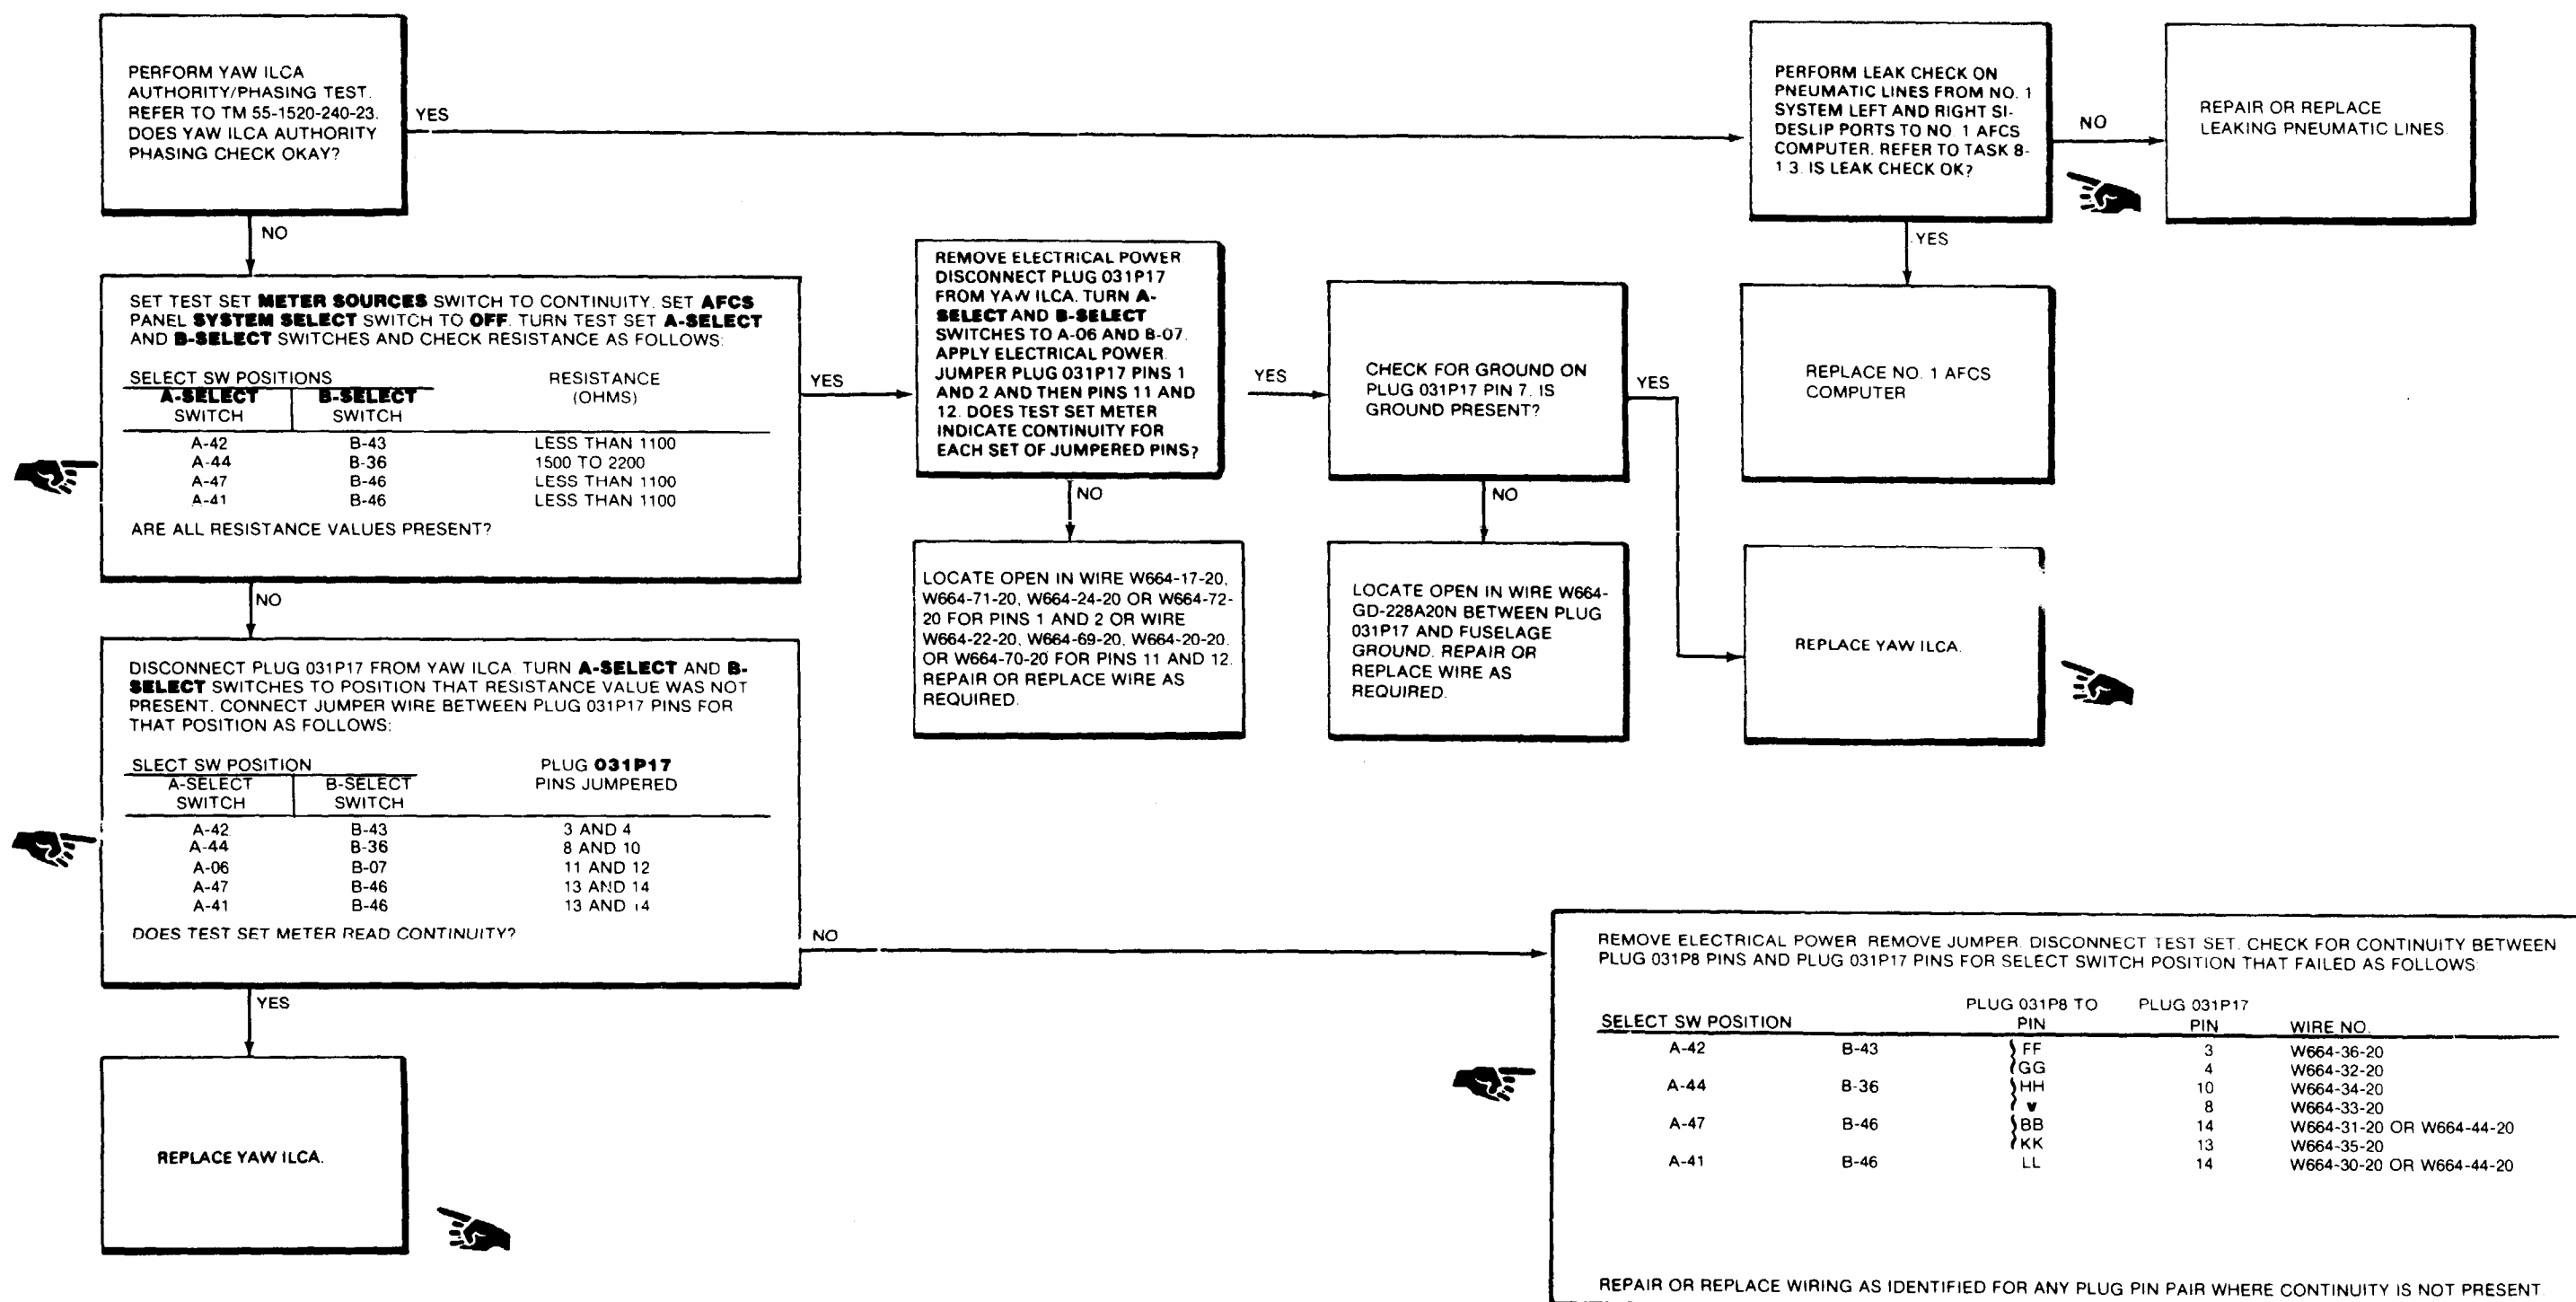 PERFORM YAW ILCA
AUTHORITY/PHASING TEST.
REFER TO TM 55-1520-240-23.
DOES YAW ILCA AUTHORITY
PHASING CHECK OKAY?
YES
PERFORM LEAK CHECK ON
PNEUMATIC LINES FROM NO. 1
SYSTEM LEFT AND RIGHT SI-
DESLIP PORTS TO NO. 1 AFCS
COMPUTER. REFER TO TASK 8-
1 3. IS LEAK CHECK OK?
NO
REPAIR OR REPLACE
LEAKING PNEUMATIC LINES.
NO
YES
SET TEST SET METER SOURCES SWITCH TO CONTINUITY. SET AFCS
PANEL SYSTEM SELECT SWITCH TO OFF. TURN TEST SET A-SELECT
AND B-SELECT SWITCHES AND CHECK RESISTANCE AS FOLLOWS:
SELECT SW POSITIONS RESISTANCE
A-SELECT B-SELECT (OHMS)
SWITCH SWITCH
A-42 B-43 LESS THAN 1100
A-44 B-36 1500 TO 2200
A-47 B-46 LESS THAN 1100
A-41 B-46 LESS THAN 1100
ARE ALL RESISTANCE VALUES PRESENT?
YES
REMOVE ELECTRICAL POWER
DISCONNECT PLUG 031P17
FROM YAW ILCA. TURN A-
SELECT AND B-SELECT
SWITCHES TO A-06 AND B-07.
APPLY ELECTRICAL POWER.
JUMPER PLUG 031P17 PINS 1
AND 2 AND THEN PINS 11 AND
12. DOES TEST SET METER
INDICATE CONTINUITY FOR
EACH SET OF JUMPERED PINS?
YES
CHECK FOR GROUND ON
PLUG 031P17 PIN 7. IS
GROUND PRESENT?
YES
REPLACE NO. 1 AFCS
COMPUTER
NO
NO
NO
LOCATE OPEN IN WIRE W664-17-20,
W664-71-20, W664-24-20 OR W664-72-
20 FOR PINS 1 AND 2 OR WIRE
W664-22-20, W664-69-20, W664-20-20.
OR W664-70-20 FOR PINS 11 AND 12.
REPAIR OR REPLACE WIRE AS
REQUIRED.
LOCATE OPEN IN WIRE W664-
GD-228A20N BETWEEN PLUG
031P17 AND FUSELAGE
GROUND. REPAIR OR
REPLACE WIRE AS
REQUIRED.
REPLACE YAW ILCA.
DISCONNECT PLUG 031P17 FROM YAW ILCA. TURN A-SELECT AND B-
SELECT SWITCHES TO POSITION THAT RESISTANCE VALUE WAS NOT
PRESENT. CONNECT JUMPER WIRE BETWEEN PLUG 031P17 PINS FOR
THAT POSITION AS FOLLOWS:
SLECT SW POSITION PLUG 031P17
A-SELECT B-SELECT PINS JUMPERED
SWITCH SWITCH
A-42 B-43 3 AND 4
A-44 B-36 8 AND 10
A-06 B-07 11 AND 12
A-47 B-46 13 AND 14
A-41 B-46 13 AND 14
DOES TEST SET METER READ CONTINUITY?
NO
YES
REPLACE YAW ILCA.
REMOVE ELECTRICAL POWER REMOVE JUMPER. DISCONNECT TEST SET. CHECK FOR CONTINUITY BETWEEN
PLUG 031P8 PINS AND PLUG 031P17 PINS FOR SELECT SWITCH POSITION THAT FAILED AS FOLLOWS:
PLUG 031P8 TO PLUG 031P17
SELECT SW POSITION PIN PIN WIRE NO.
A-42 B-43 FF 3 W664-36-20
GG 4 W664-32-20
A-44 B-36 HH 10 W664-34-20
v 8 W664-33-20
A-47 B-46 BB 14 W664-31-20 OR W664-44-20
KK 13 W664-35-20
A-41 B-46 LL 14 W664-30-20 OR W664-44-20
REPAIR OR REPLACE WIRING AS IDENTIFIED FOR ANY PLUG PIN PAIR WHERE CONTINUITY IS NOT PRESENT.